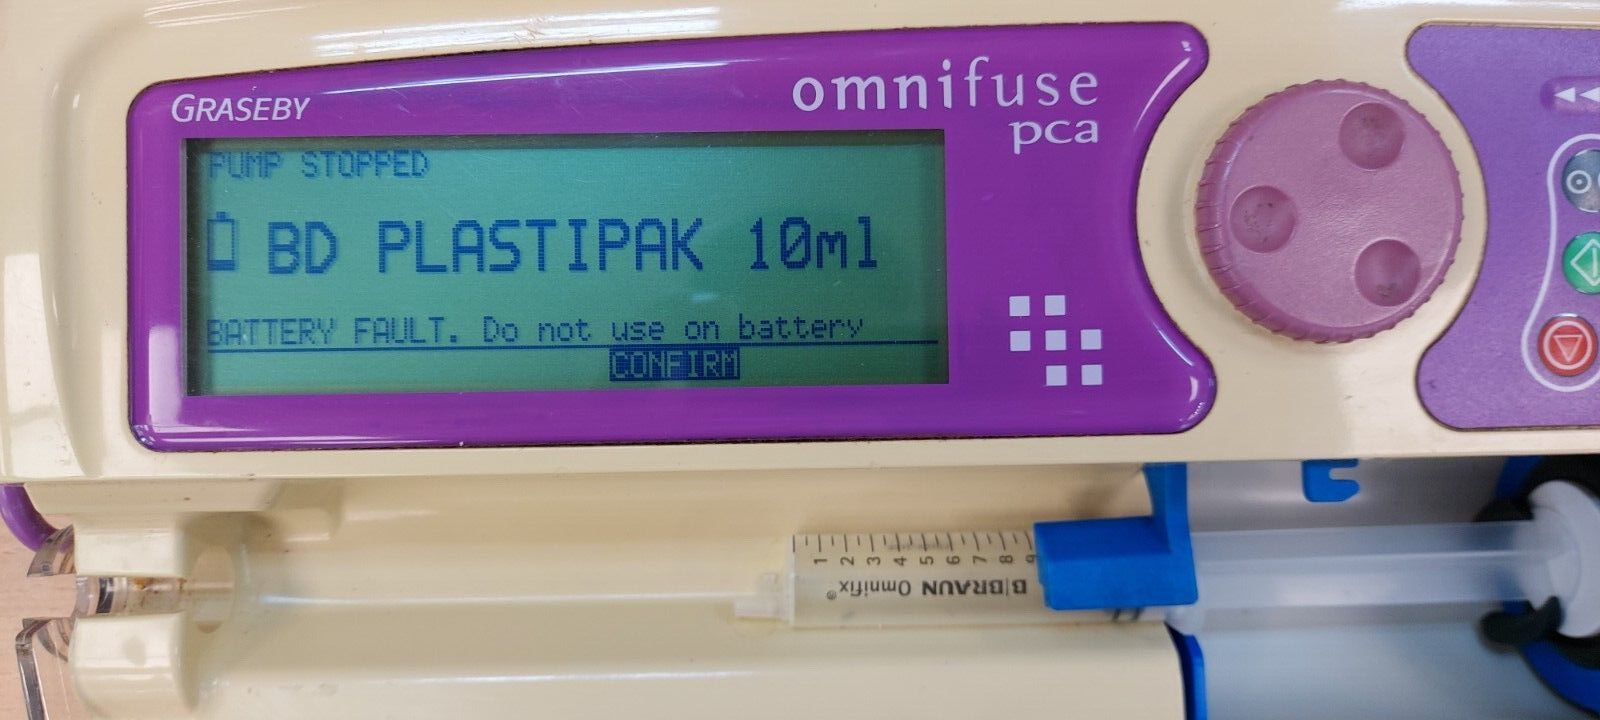 GRASEBY
omnifuse
pca
PUMP STOPPED
BD PLASTIPAK 10ml
BATTERY FAULT. Do not use on battery
CONFIRM
1 2 3 4 5 6 7 8 9
B|BRAUN Omnifix®